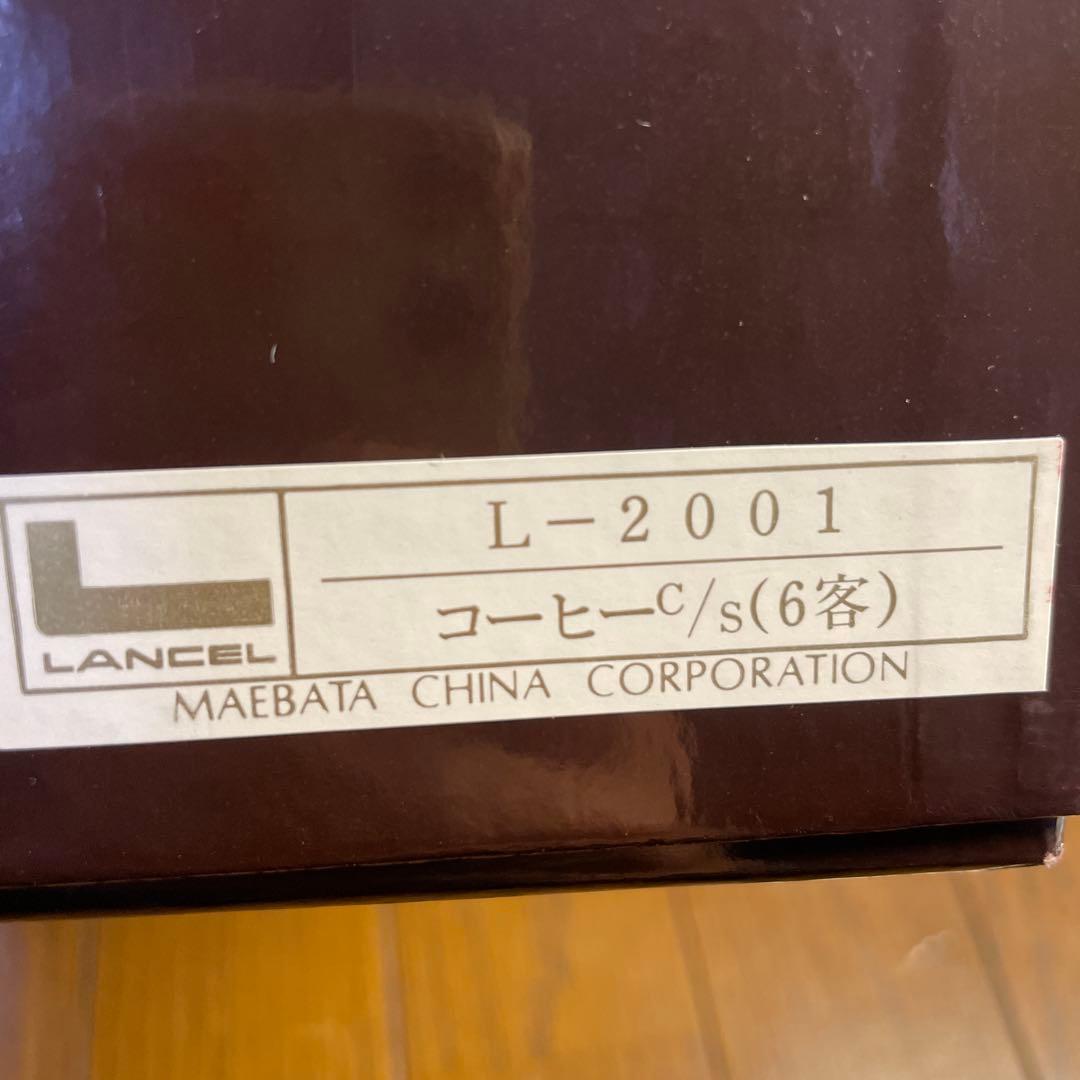 L-2001
コーヒーC/S(6客)
LANCEL
MAEBATA CHINA CORPORATION